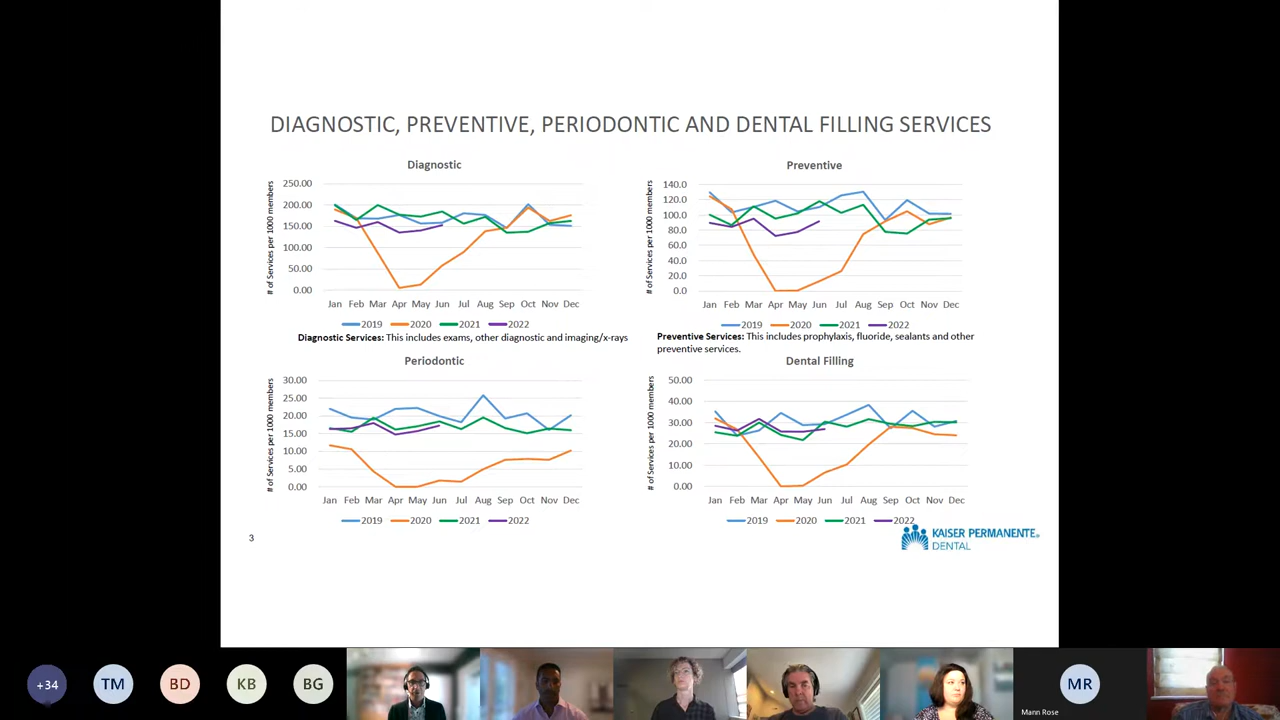 DIAGNOSTIC, PREVENTIVE, PERIODONTIC AND DENTAL FILLING SERVICES
Diagnostic
# of Services per 1000 members
250.00
200.00
150.00
100.00
50.00
0.00
Jan Feb Mar Apr May Jun Jul Aug Sep Oct Nov Dec
2019 2020 2021 2022
Diagnostic Services: This includes exams, other diagnostic and imaging/x-rays
Preventive
# of Services per 1000 members
140.0
120.0
100.0
80.0
60.0
40.0
20.0
0.0
Jan Feb Mar Apr May Jun Jul Aug Sep Oct Nov Dec
2019 2020 2021 2022
Preventive Services: This includes prophylaxis, fluoride, sealants and other
preventive services.
Periodontic
# of Services per 1000 members
30.00
25.00
20.00
15.00
10.00
5.00
0.00
Jan Feb Mar Apr May Jun Jul Aug Sep Oct Nov Dec
2019 2020 2021 2022
Dental Filling
# of Services per 1000 members
50.00
40.00
30.00
20.00
10.00
0.00
Jan Feb Mar Apr May Jun Jul Aug Sep Oct Nov Dec
2019 2020 2021 2022
3
KAISER PERMANENTE®
DENTAL
+34 TM BD KB BG MR
Mann Rose